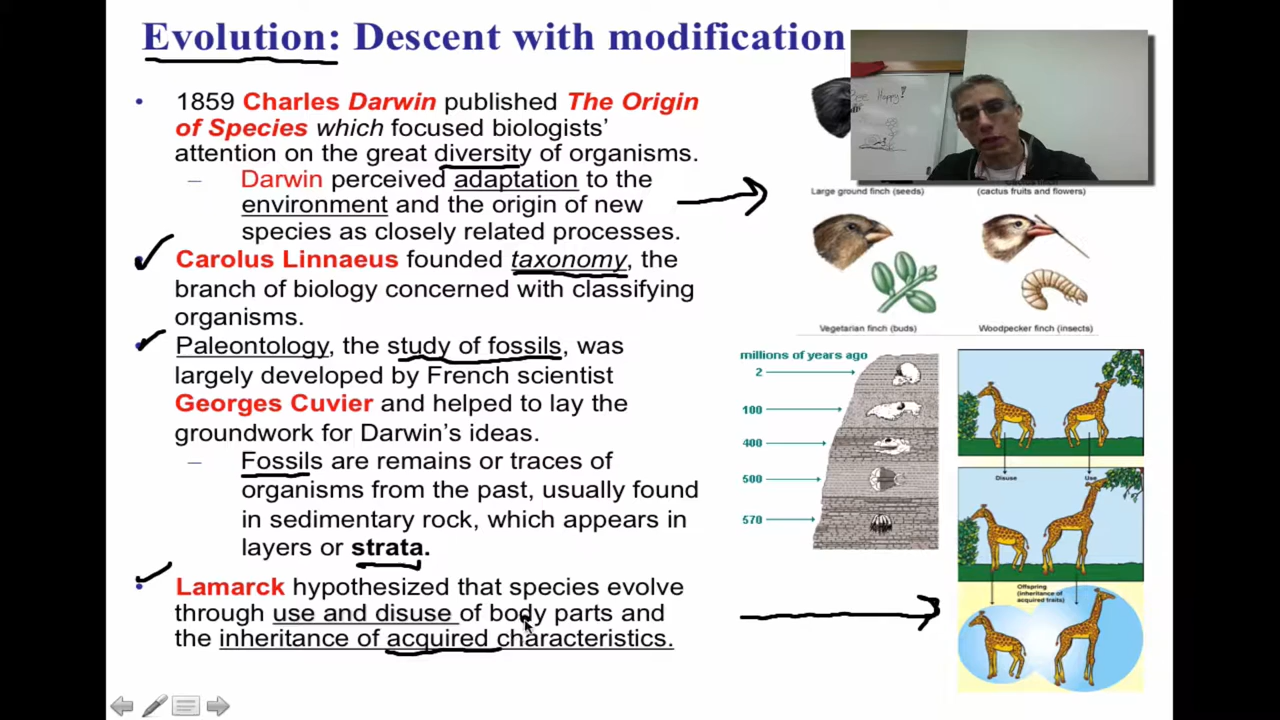 Evolution: Descent with modification
• 1859 Charles Darwin published The Origin
of Species which focused biologists’
attention on the great diversity of organisms.
– Darwin perceived adaptation to the
environment and the origin of new
species as closely related processes.
• Carolus Linnaeus founded taxonomy, the
branch of biology concerned with classifying
organisms.
• Paleontology, the study of fossils, was
largely developed by French scientist
Georges Cuvier and helped to lay the
groundwork for Darwin’s ideas.
– Fossils are remains or traces of
organisms from the past, usually found
in sedimentary rock, which appears in
layers or strata.
• Lamarck hypothesized that species evolve
through use and disuse of body parts and
the inheritance of acquired characteristics.
Happy!
Large ground finch (seeds)
(cactus fruits and flowers)
Vegetarian finch (buds)
Woodpecker finch (insects)
millions of years ago
2
100
400
500
570
Disuse
Use
Offspring (inheritance of
acquired traits)